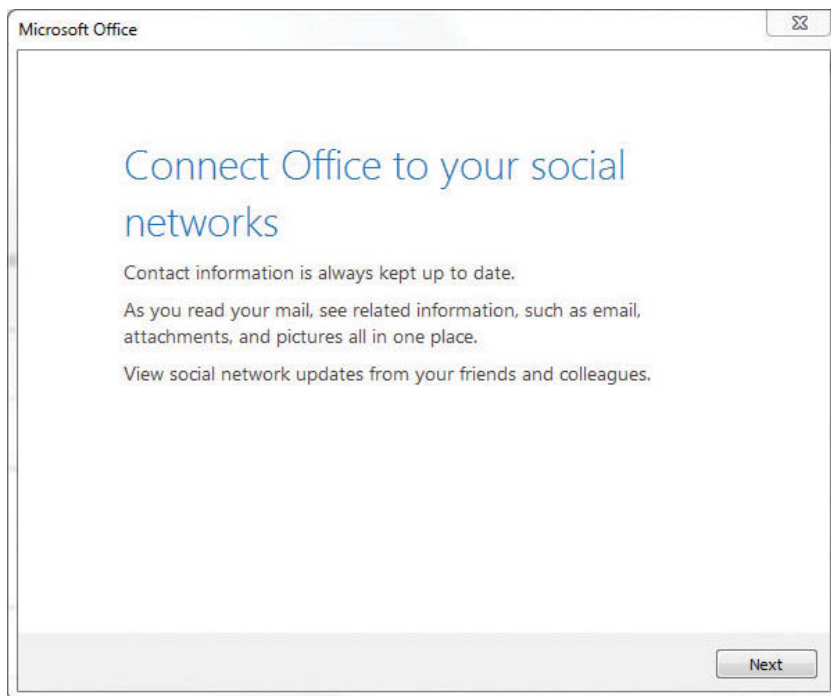 Microsoft Office
Connect Office to your social
networks
Contact information is always kept up to date.
As you read your mail, see related information, such as email,
attachments, and pictures all in one place.
View social network updates from your friends and colleagues.
Next